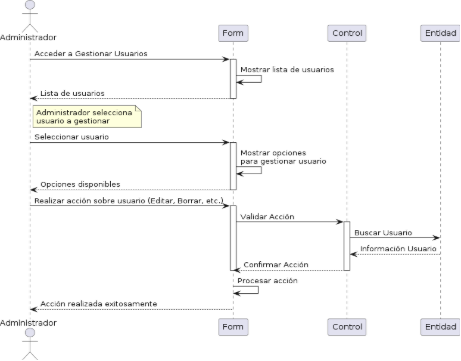 Administrador
Form
Control
Entidad
Acceder a Gestionar Usuarios
Mostrar lista de usuarios
Lista de usuarios
Administrador selecciona
usuario a gestionar
Seleccionar usuario
Mostrar opciones
para gestionar usuario
Opciones disponibles
Realizar acción sobre usuario (Editar, Borrar, etc.)
Validar Acción
Buscar Usuario
Información Usuario
Confirmar Acción
Procesar acción
Acción realizada exitosamente
Administrador
Form
Control
Entidad